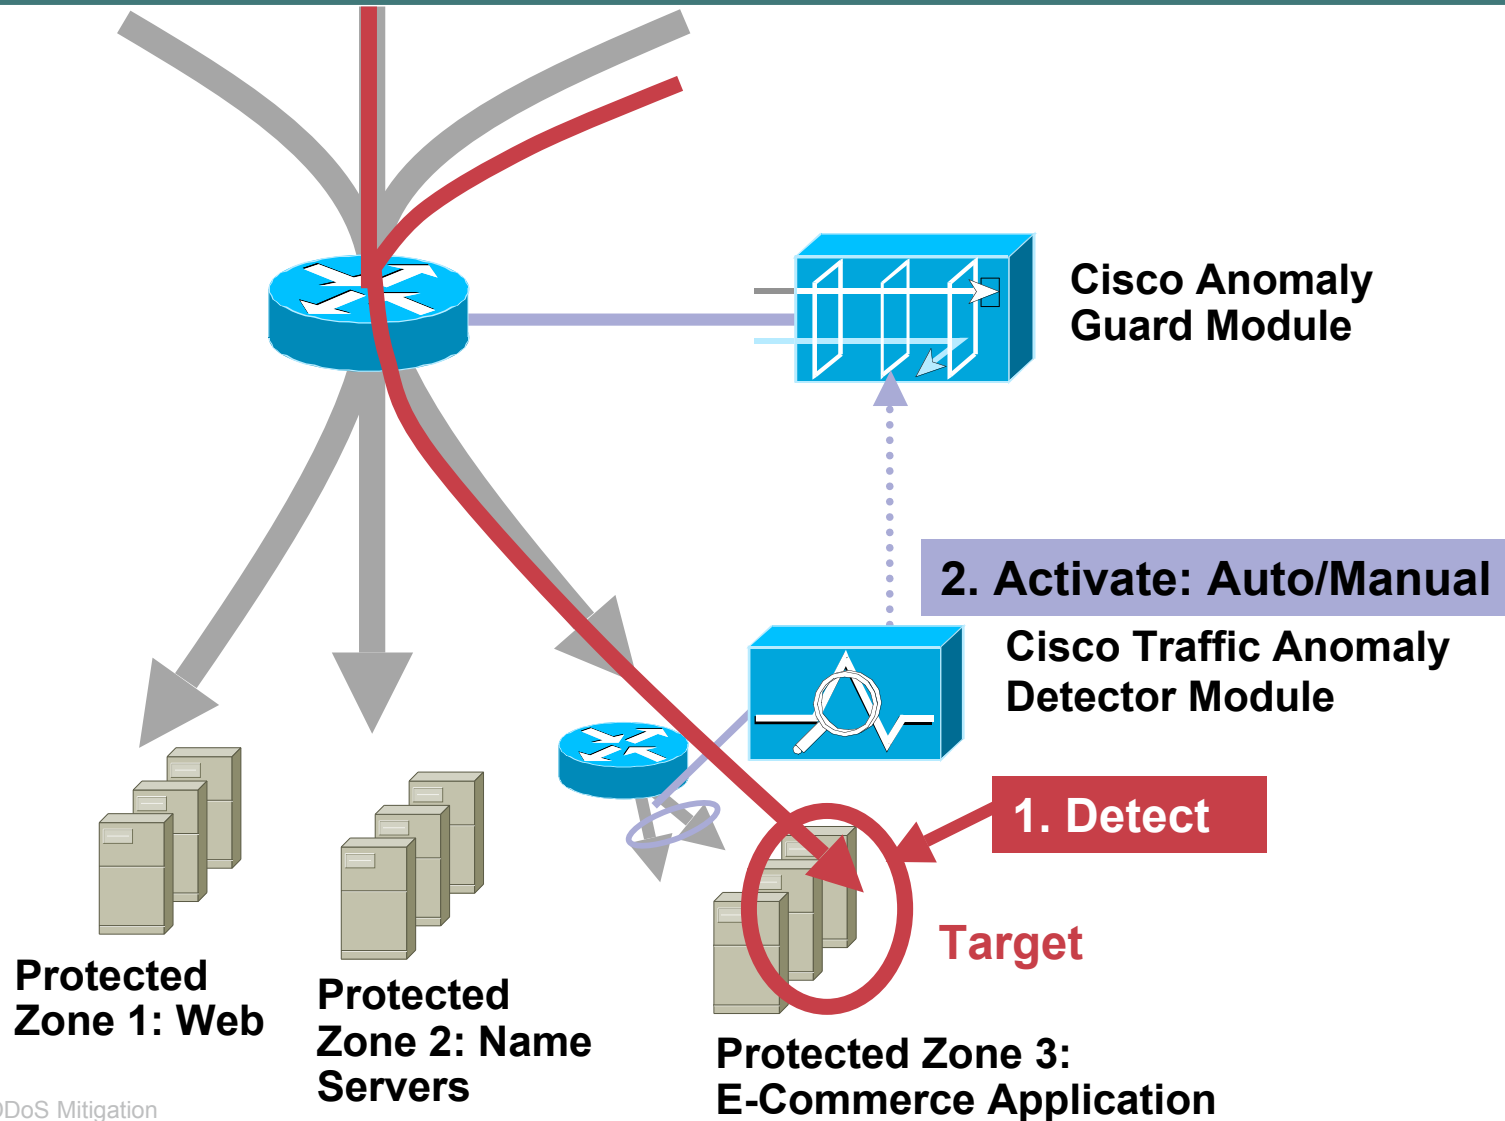 Cisco Anomaly
Guard Module
2. Activate: Auto/Manual
Cisco Traffic Anomaly
Detector Module
1. Detect
Target
Protected
Zone 1: Web
Protected
Zone 2: Name
Servers
Protected Zone 3:
E-Commerce Application
DDoS Mitigation